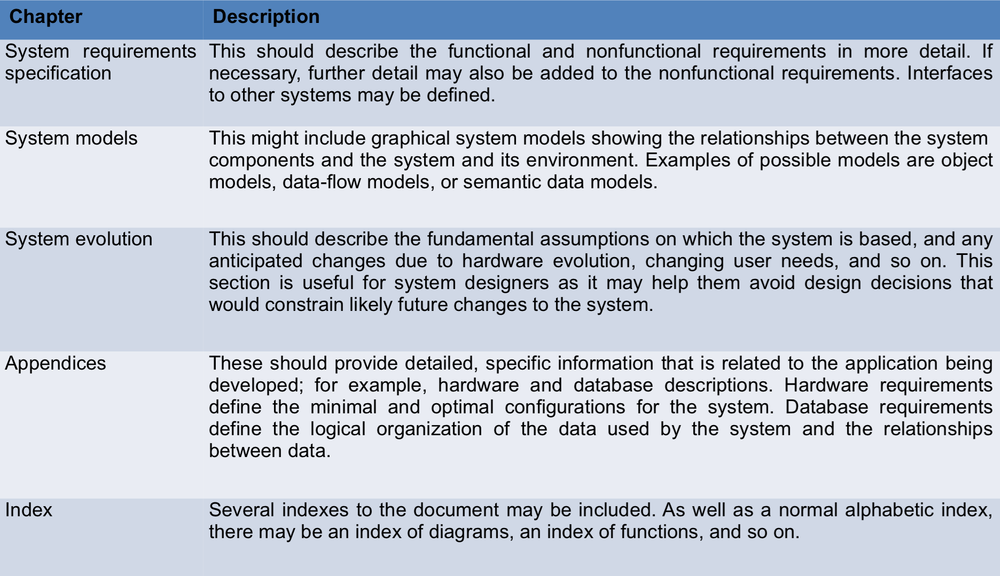 Chapter
Description
System requirements
specification
This should describe the functional and nonfunctional requirements in more detail. If
necessary, further detail may also be added to the nonfunctional requirements. Interfaces
to other systems may be defined.
System models
This might include graphical system models showing the relationships between the system
components and the system and its environment. Examples of possible models are object
models, data-flow models, or semantic data models.
System evolution
This should describe the fundamental assumptions on which the system is based, and any
anticipated changes due to hardware evolution, changing user needs, and so on. This
section is useful for system designers as it may help them avoid design decisions that
would constrain likely future changes to the system.
Appendices
These should provide detailed, specific information that is related to the application being
developed; for example, hardware and database descriptions. Hardware requirements
define the minimal and optimal configurations for the system. Database requirements
define the logical organization of the data used by the system and the relationships
between data.
Index
Several indexes to the document may be included. As well as a normal alphabetic index,
there may be an index of diagrams, an index of functions, and so on.